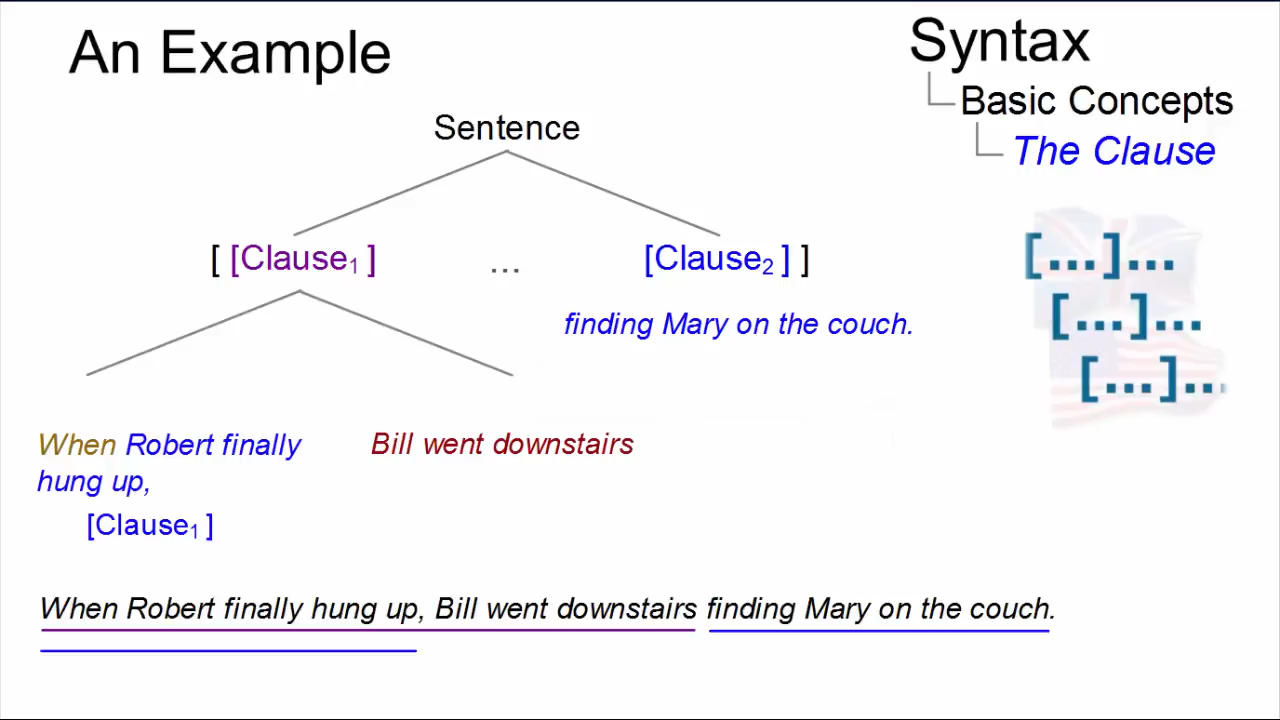 An Example
Syntax
Basic Concepts
The Clause
Sentence
[ [Clause₁ ] ... [Clause₂ ] ]
finding Mary on the couch.
[...]...
[...]...
[...]...
When Robert finally
hung up,
Bill went downstairs
[Clause₁ ]
When Robert finally hung up, Bill went downstairs finding Mary on the couch.